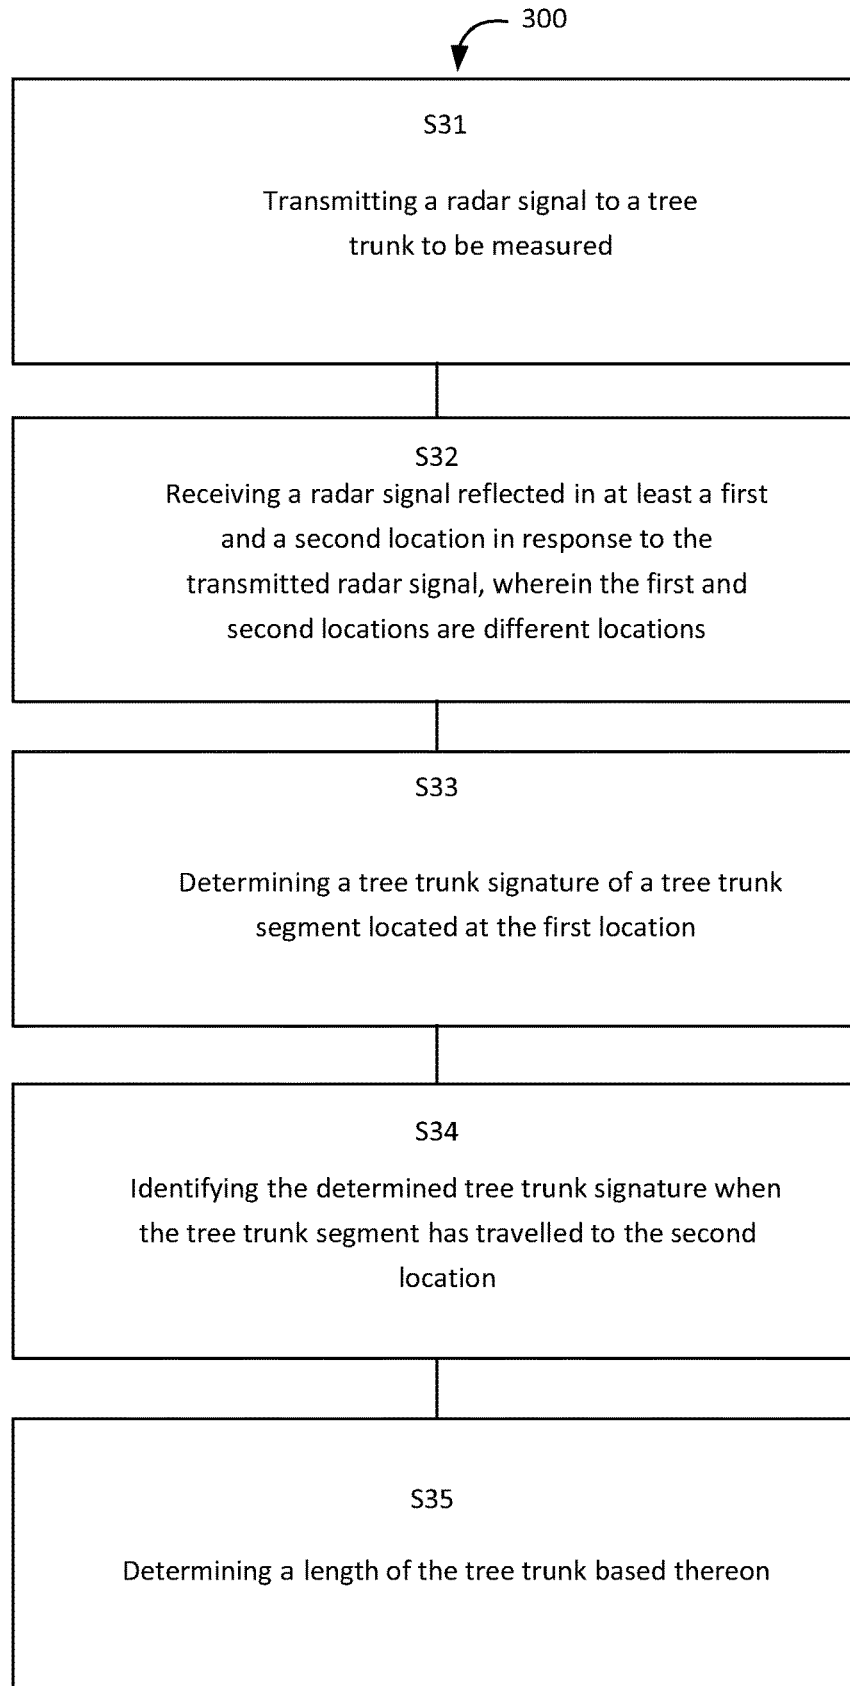 300
S31
Transmitting a radar signal to a tree
trunk to be measured
S32
Receiving a radar signal reflected in at least a first
and a second location in response to the
transmitted radar signal, wherein the first and
second locations are different locations
S33
Determining a tree trunk signature of a tree trunk
segment located at the first location
S34
Identifying the determined tree trunk signature when
the tree trunk segment has travelled to the second
location
S35
Determining a length of the tree trunk based thereon